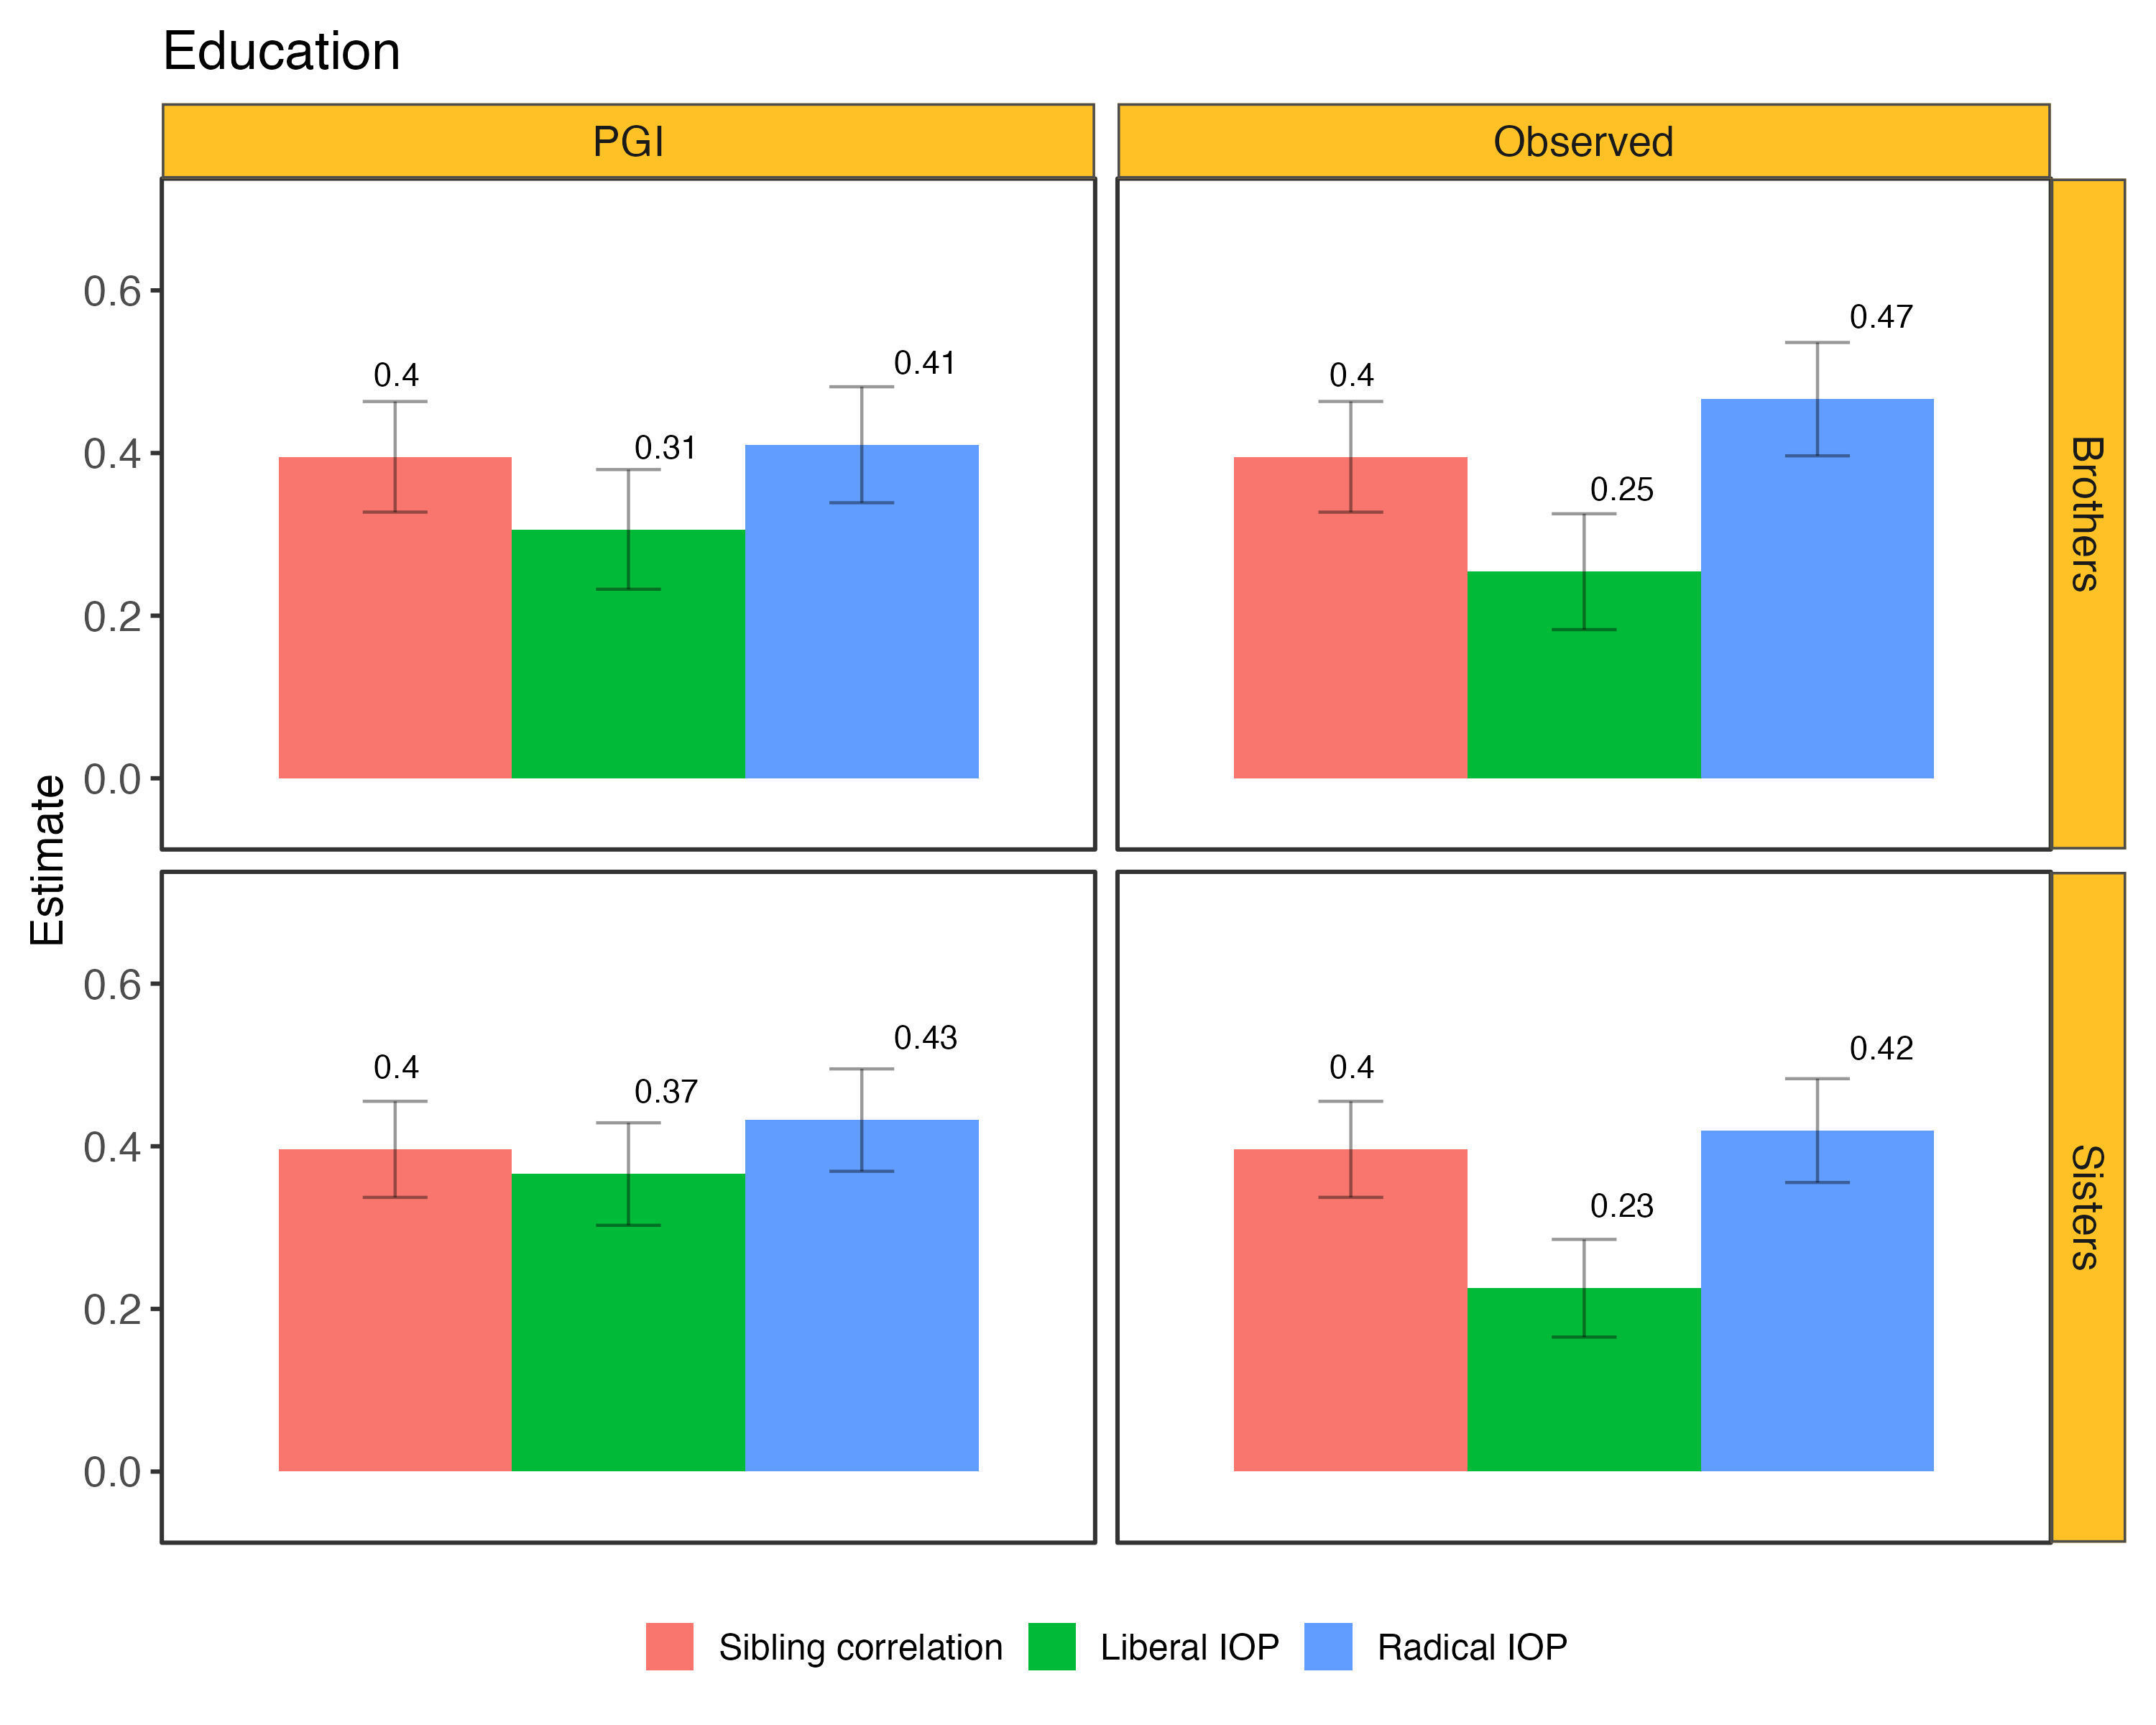 Education
PGI
Observed
Estimate
0.6
0.4
0.2
0.0
0.4
0.31
0.41
0.4
0.25
0.47
Brothers
0.6
0.4
0.2
0.0
0.4
0.37
0.43
0.4
0.23
0.42
Sisters
Sibling correlation
Liberal IOP
Radical IOP